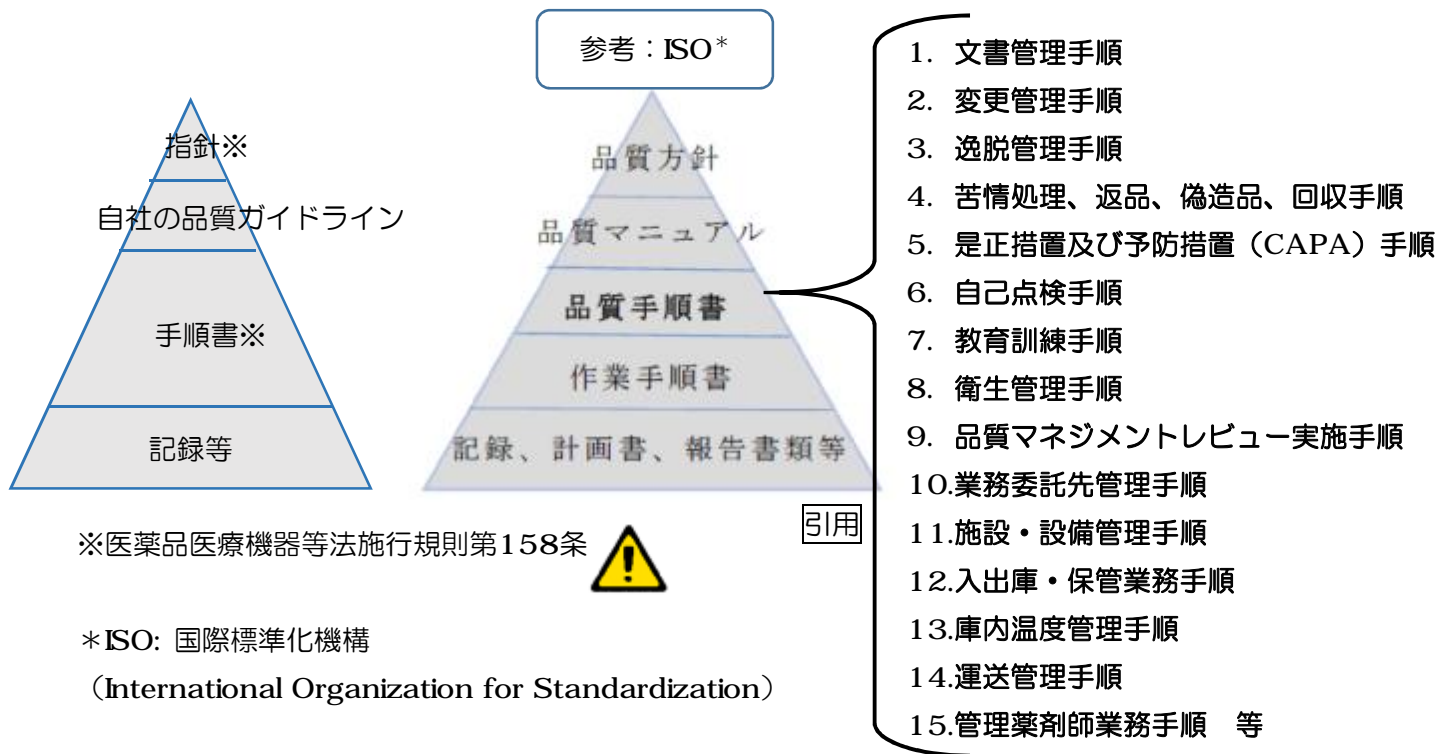 参考：ISO＊
指針※
自社の品質ガイドライン
手順書※
記録等
品質方針
品質マニュアル
品質手順書
作業手順書
記録、計画書、報告書類等
引用
※医薬品医療機器等法施行規則第158条
＊ISO: 国際標準化機構
（International Organization for Standardization）
1. 文書管理手順
2. 変更管理手順
3. 逸脱管理手順
4. 苦情処理、返品、偽造品、回収手順
5. 是正措置及び予防措置（CAPA）手順
6. 自己点検手順
7. 教育訓練手順
8. 衛生管理手順
9. 品質マネジメントレビュー実施手順
10.業務委託先管理手順
11.施設・設備管理手順
12.入出庫・保管業務手順
13.庫内温度管理手順
14.運送管理手順
15.管理薬剤師業務手順　等